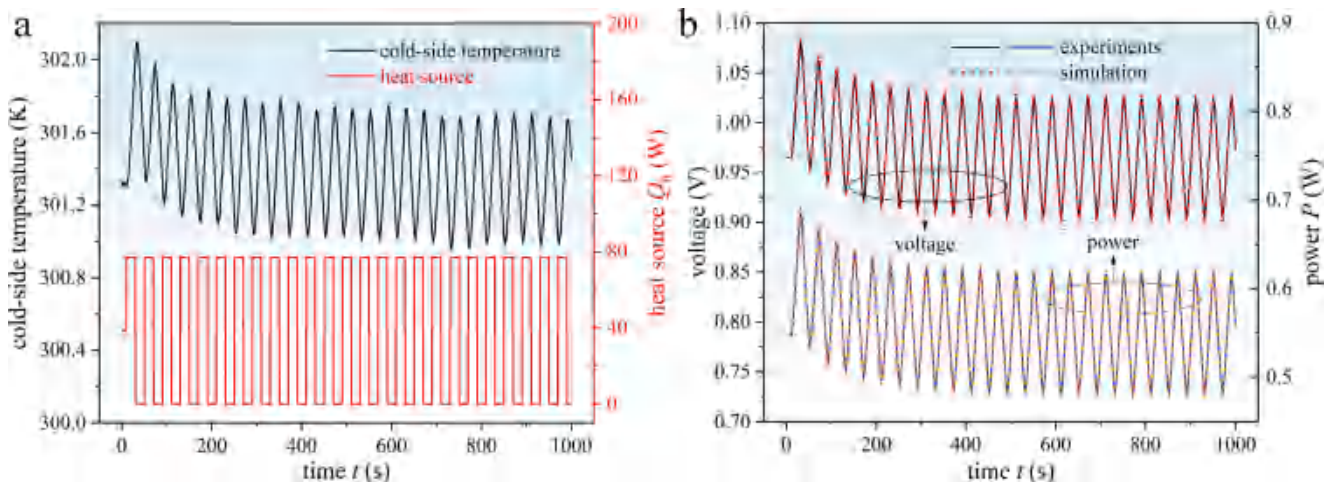 a
302.0
301.6
301.2
300.8
300.4
300.0
cold-side temperature (K)
cold-side temperature
heat source
200
160
120
80
40
0
heat source Qh (W)
0 200 400 600 800 1000
time t (s)
b
1.10
1.05
1.00
0.95
0.90
0.85
0.80
0.75
0.70
voltage (V)
experiments
simulation
voltage
power
0.9
0.8
0.7
0.6
0.5
power P (W)
0 200 400 600 800 1000
time t (s)